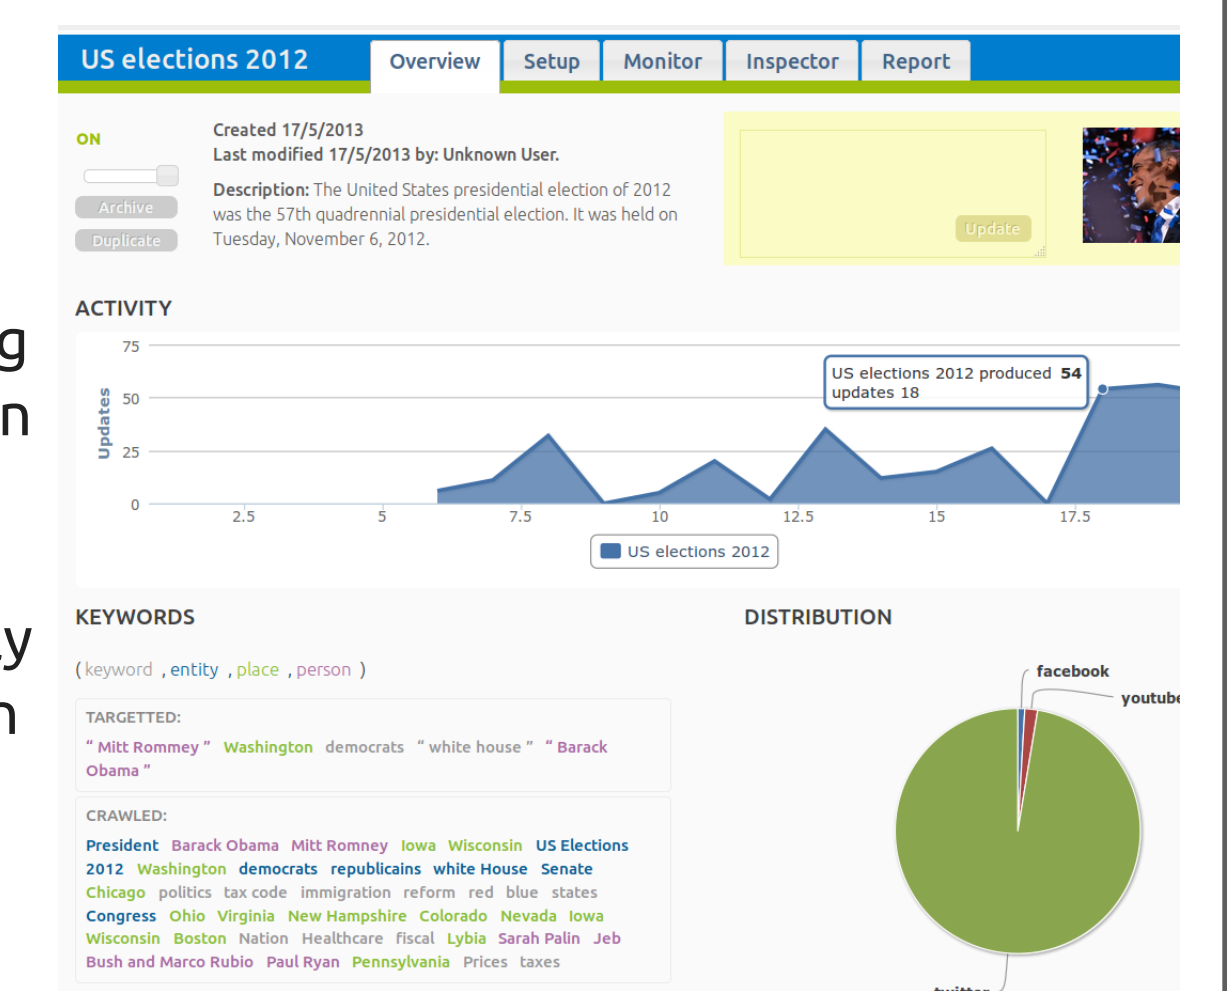 US elections 2012 Overview Setup Monitor Inspector Report
ON
Archive
Duplicate
Created 17/5/2013
Last modified 17/5/2013 by: Unknown User.
Description: The United States presidential election of 2012
was the 57th quadrennial presidential election. It was held on
Tuesday, November 6, 2012.
Update
ACTIVITY
75
50
25
0
Updates
US elections 2012 produced 54
updates 18
2.5 5 7.5 10 12.5 15 17.5
US elections 2012
g
n
y
n
KEYWORDS
( keyword , entity , place , person )
TARGETTED:
“ Mitt Rommey ” Washington democrats “ white house ” “ Barack
Obama ”
CRAWLED:
President Barack Obama Mitt Romney Iowa Wisconsin US Elections
2012 Washington democrats republicains white House Senate
Chicago politics tax code immigration reform red blue states
Congress Ohio Virginia New Hampshire Colorado Nevada Iowa
Wisconsin Boston Nation Healthcare fiscal Lybia Sarah Palin Jeb
Bush and Marco Rubio Paul Ryan Pennsylvania Prices taxes
DISTRIBUTION
facebook
youtube
twitter